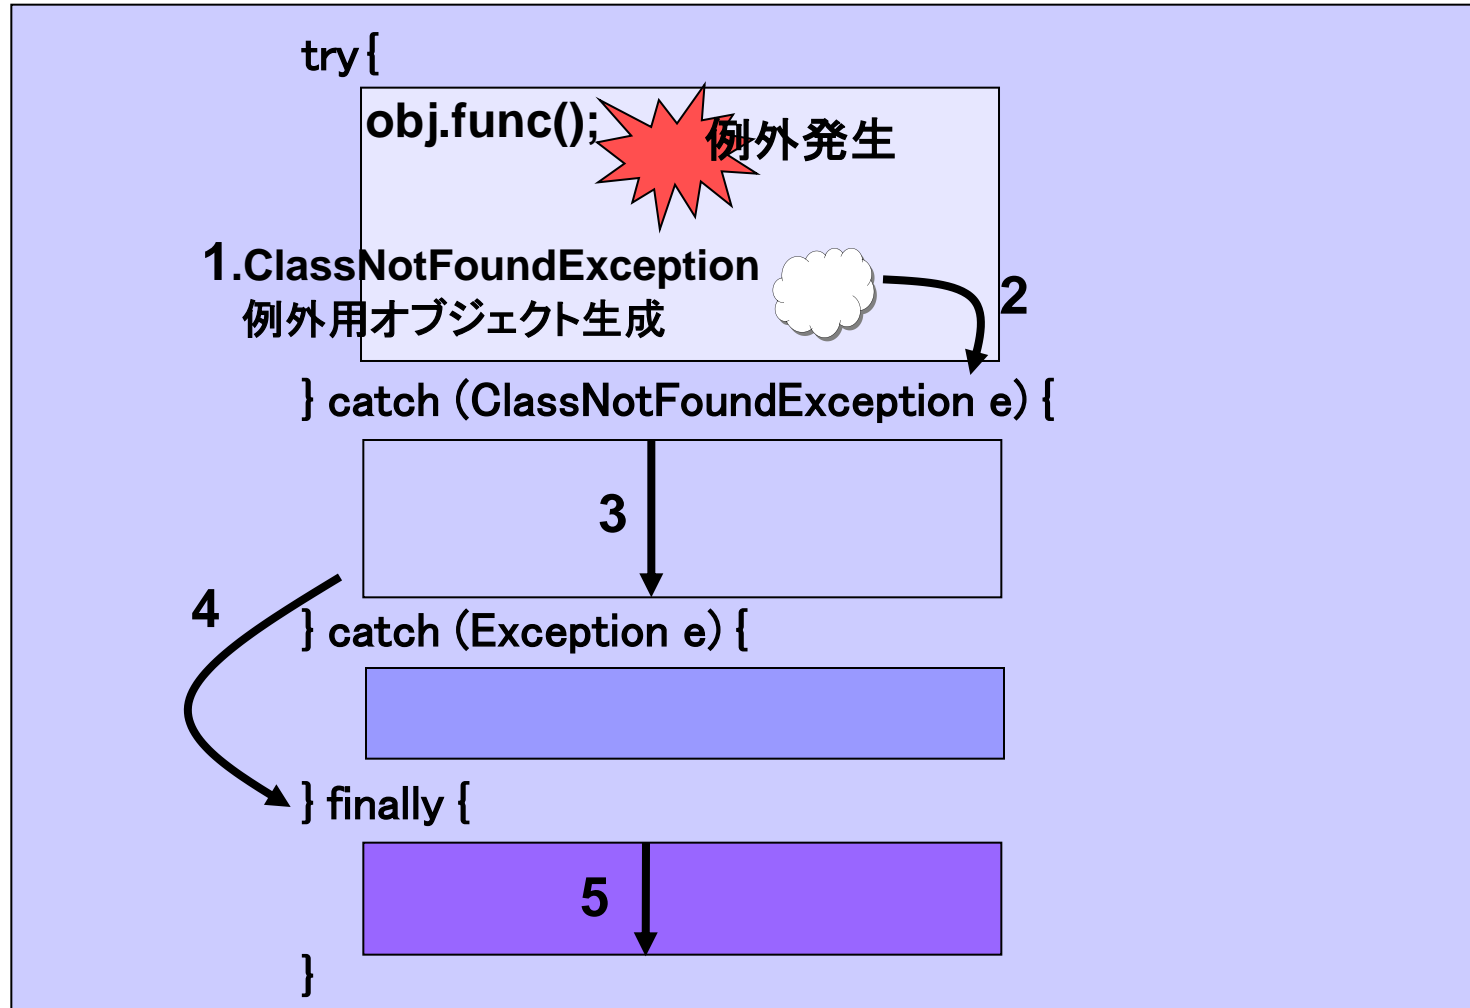 try {
obj.func();
例外発生
1.ClassNotFoundException
例外用オブジェクト生成
2
} catch (ClassNotFoundException e) {
3
4
} catch (Exception e) {
} finally {
5
}